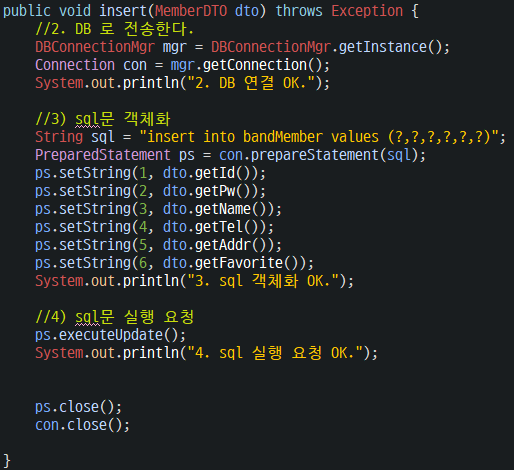 public void insert(MemberDTO dto) throws Exception {
//2. DB 로 전송한다.
DBConnectionMgr mgr = DBConnectionMgr.getInstance();
Connection con = mgr.getConnection();
System.out.println("2. DB 연결 OK.");
//3) sql문 객체화
String sql = "insert into bandMember values (?,?,?,?,?,?)";
PreparedStatement ps = con.prepareStatement(sql);
ps.setString(1, dto.getId());
ps.setString(2, dto.getPw());
ps.setString(3, dto.getName());
ps.setString(4, dto.getTel());
ps.setString(5, dto.getAddr());
ps.setString(6, dto.getFavorite());
System.out.println("3. sql 객체화 OK.");
//4) sql문 실행 요청
ps.executeUpdate();
System.out.println("4. sql 실행 요청 OK.");
ps.close();
con.close();
}